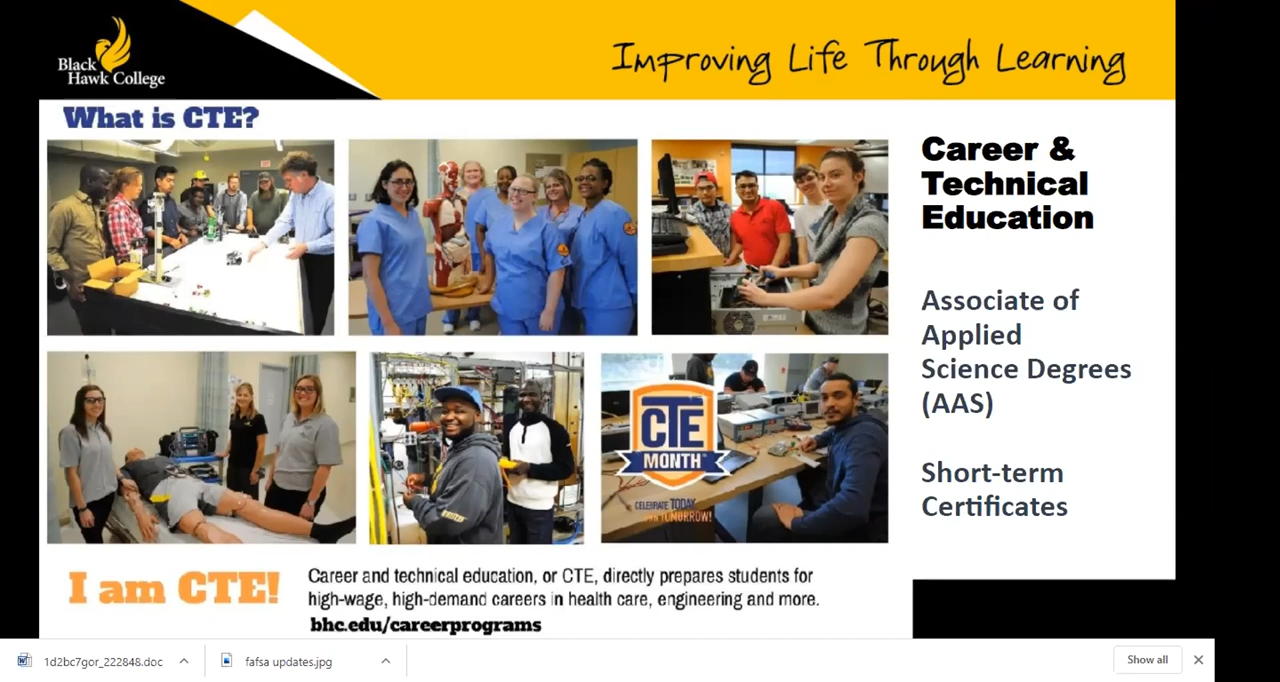 Black
Hawk College
Improving Life Through Learning
What is CTE?
Career &
Technical
Education
Associate of
Applied
Science Degrees
(AAS)
Short-term
Certificates
CTE
MONTH
CELEBRATE TODAY,
TOMORROW!
I am CTE!
Career and technical education, or CTE, directly prepares students for
high-wage, high-demand careers in health care, engineering and more.
bhc.edu/careerprograms
1d2bc7gor_222848.doc
fafsa updates.jpg
Show all